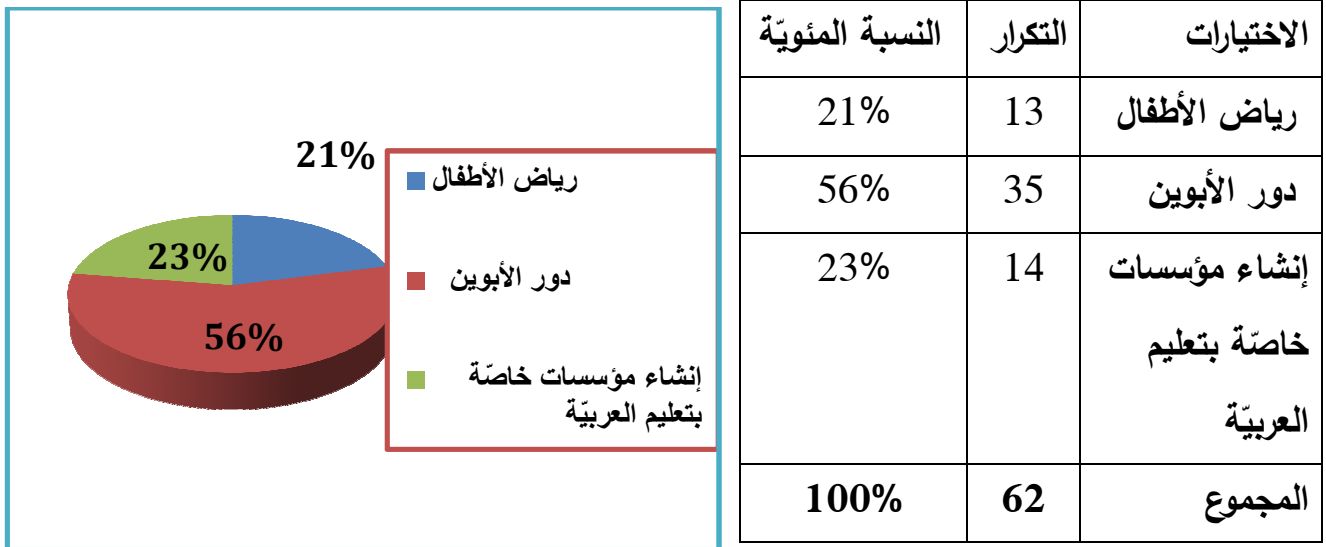 الاختيارات التكرار النسبة المئويّة
رياض الأطفال 13 21%
دور الأبوين 35 56%
إنشاء مؤسسات 14 23%
خاصّة بتعليم
العربيّة
المجموع 62 100%
21%
23%
56%
رياض الأطفال
دور الأبوين
إنشاء مؤسسات خاصّة
بتعليم العربيّة